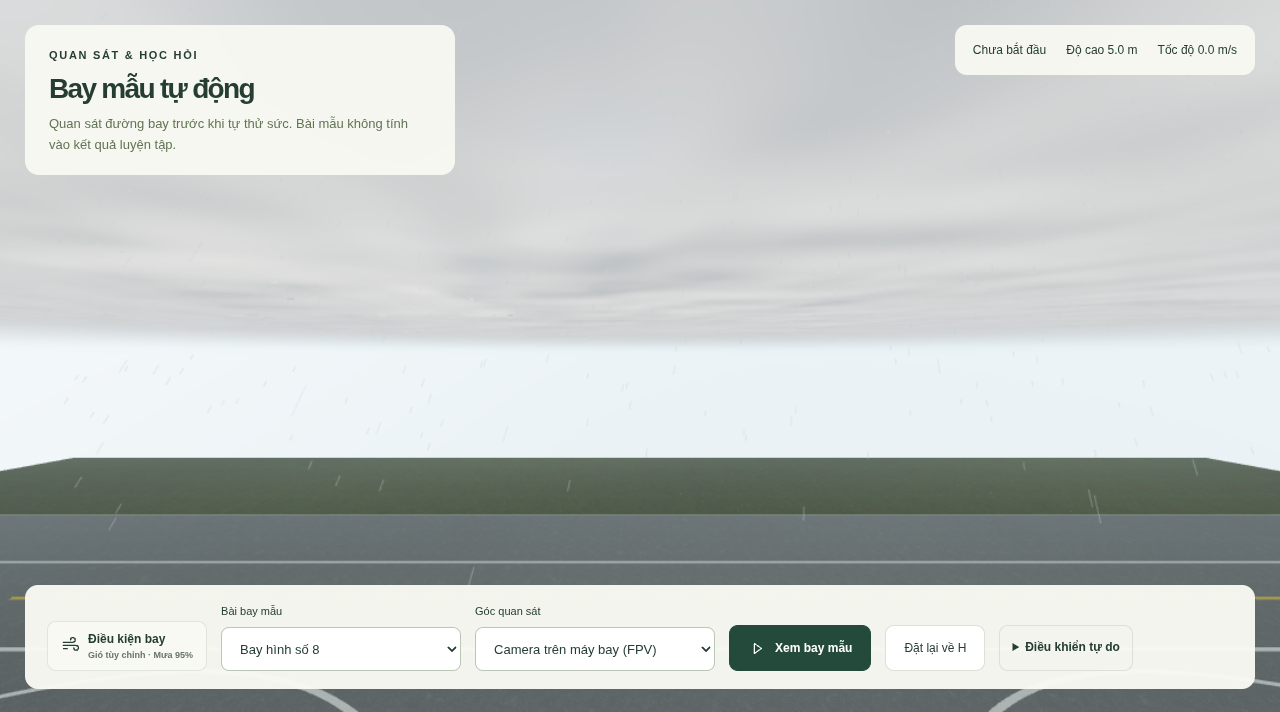 QUAN SÁT & HỌC HỎI
Bay mẫu tự động
Quan sát đường bay trước khi tự thử sức. Bài mẫu không tính
vào kết quả luyện tập.
Chưa bắt đầu Độ cao 5.0 m Tốc độ 0.0 m/s
Điều kiện bay
Gió tùy chỉnh · Mưa 95%
Bài bay mẫu
Bay hình số 8
Góc quan sát
Camera trên máy bay (FPV)
Xem bay mẫu
Đặt lại về H
Điều khiển tự do